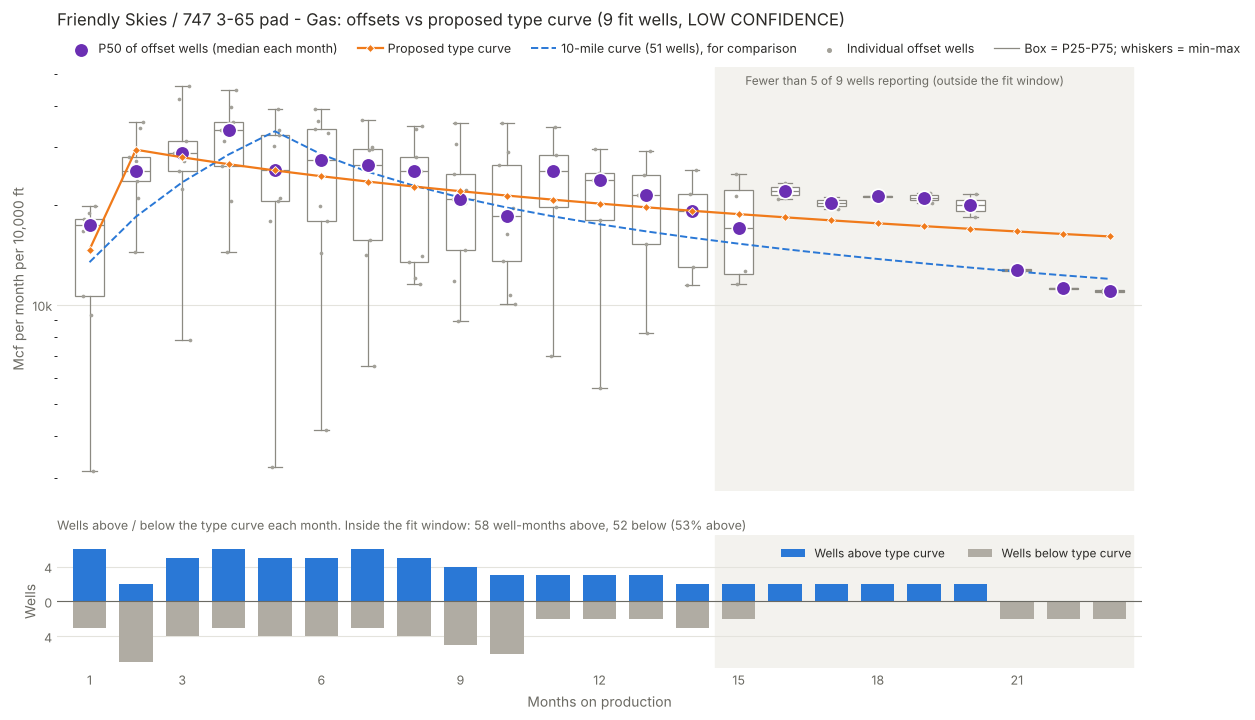 Friendly Skies / 747 3-65 pad - Gas: offsets vs proposed type curve (9 fit wells, LOW CONFIDENCE)
P50 of offset wells (median each month) Proposed type curve 10-mile curve (51 wells), for comparison Individual offset wells Box = P25-P75; whiskers = min-max
Fewer than 5 of 9 wells reporting (outside the fit window)
Mcf per month per 10,000 ft
10k
Wells above / below the type curve each month. Inside the fit window: 58 well-months above, 52 below (53% above)
Wells above type curve Wells below type curve
Wells
4
0
4
1 3 6 9 12 15 18 21
Months on production